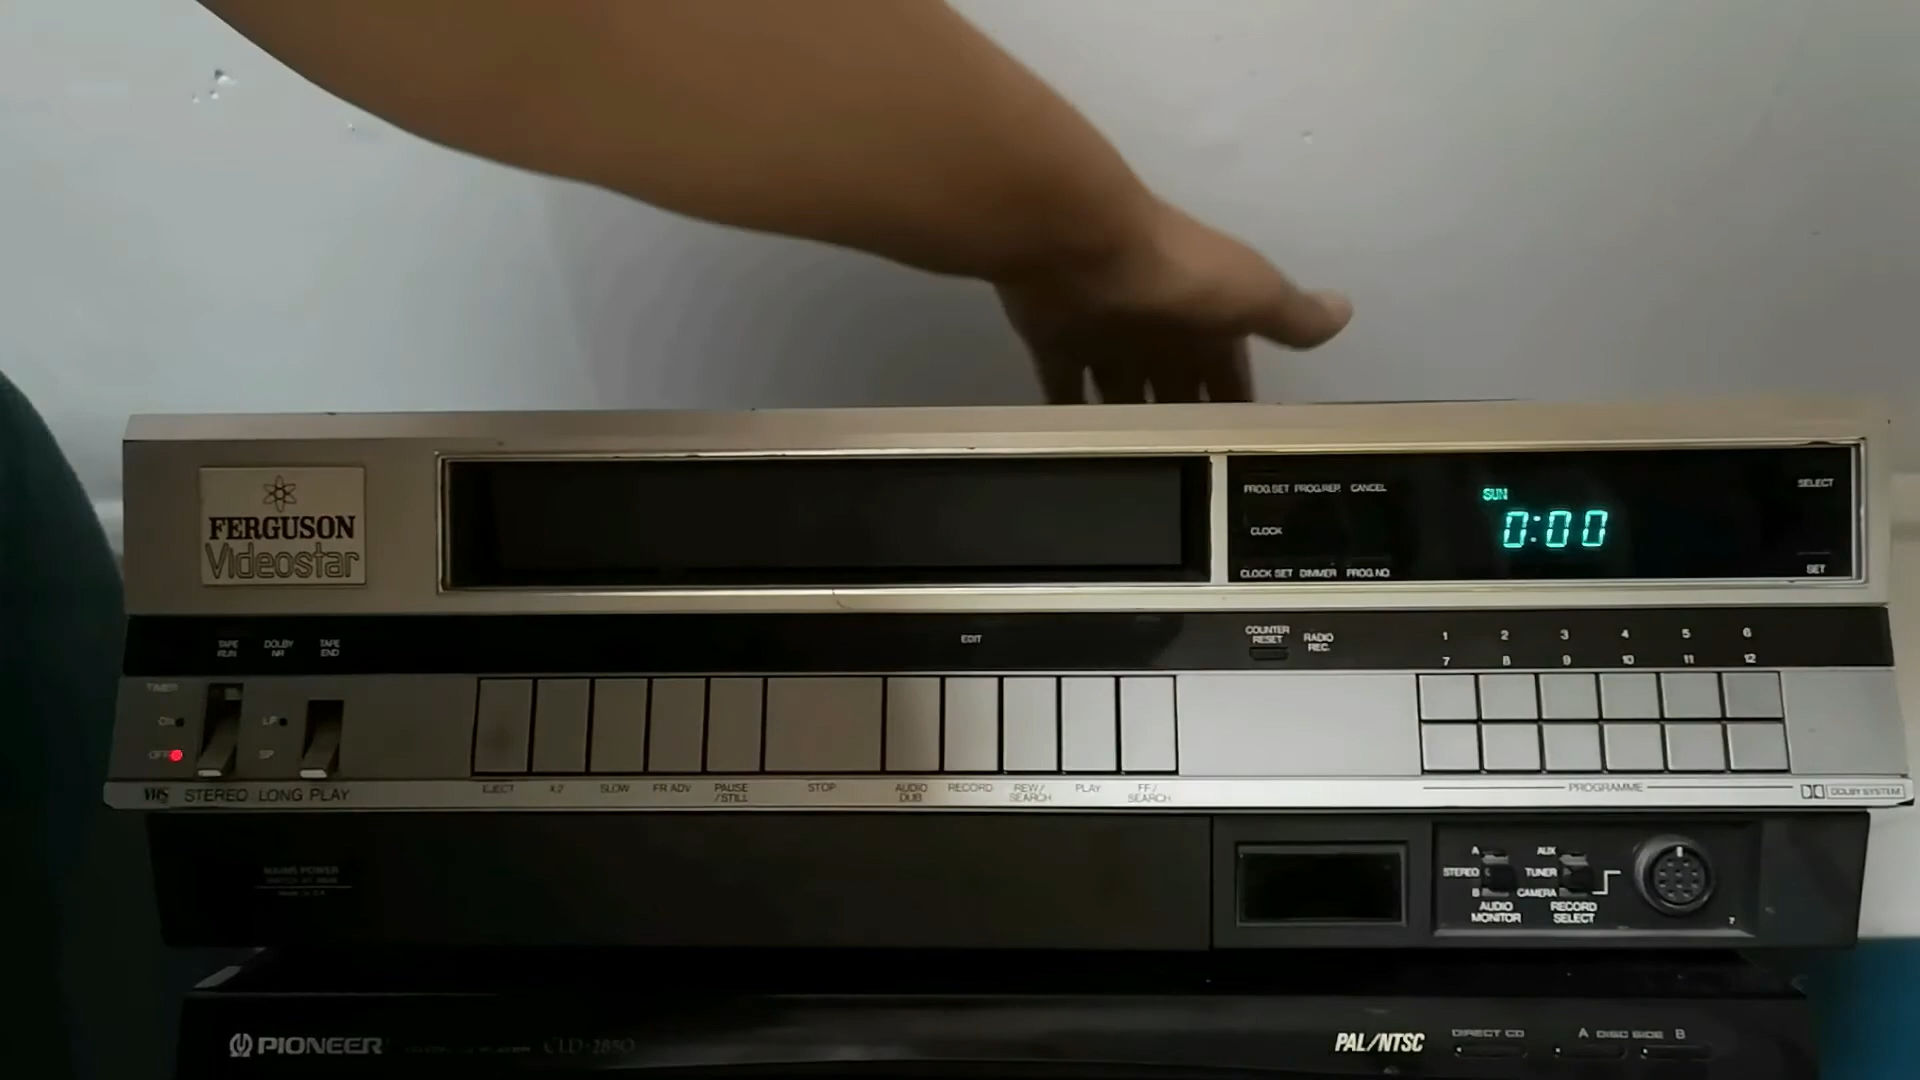 FERGUSON
Videostar
PROG.SET PROG.REP. CANCEL
CLOCK
CLOCK SET DIMMER PROG.NO
SUN
0:00
SELECT
SET
TAPE RUN
DOLBY NR
TAPE END
EDIT
COUNTER RESET
RADIO REC.
1 2 3 4 5 6
7 8 9 10 11 12
TIMER
ON
OFF
LP
SP
EJECT X2 SLOW FR ADV PAUSE /STILL STOP AUDIO DUB RECORD REW/ SEARCH PLAY FF/ SEARCH
PROGRAMME
VHS STEREO LONG PLAY
DOLBY SYSTEM
MAINS POWER
A
STEREO
B
AUDIO
MONITOR
AUX
TUNER
CAMERA
RECORD
SELECT
PIONEER
CLD-2850
PAL/NTSC
DIRECT CD
A DISC SIDE B